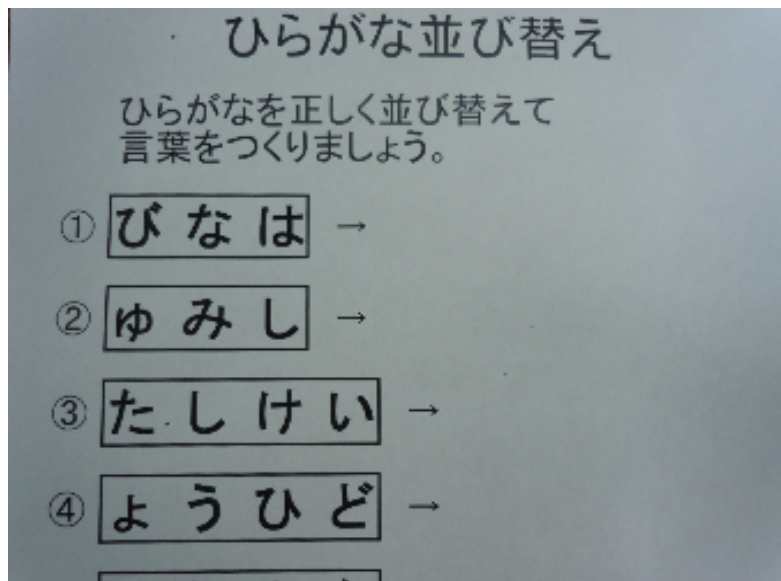 ひらがな並び替え
ひらがなを正しく並び替えて
言葉をつくりましょう。
① びなは →
② ゅみし →
③ たしけい →
④ ょうひど →